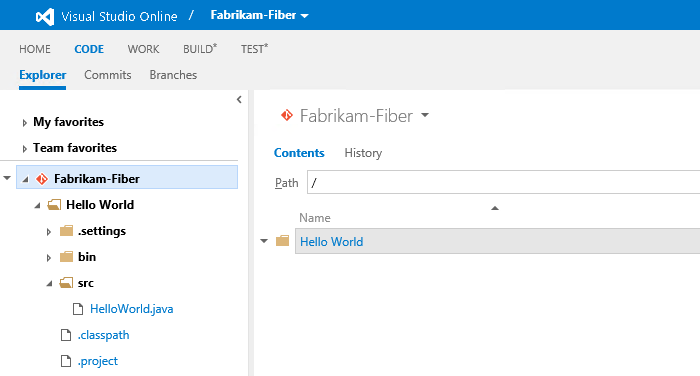 Visual Studio Online / Fabrikam-Fiber
HOME CODE WORK BUILD* TEST*
Explorer Commits Branches
My favorites
Team favorites
Fabrikam-Fiber
Hello World
.settings
bin
src
HelloWorld.java
.classpath
.project
Fabrikam-Fiber
Contents History
Path /
Name
Hello World